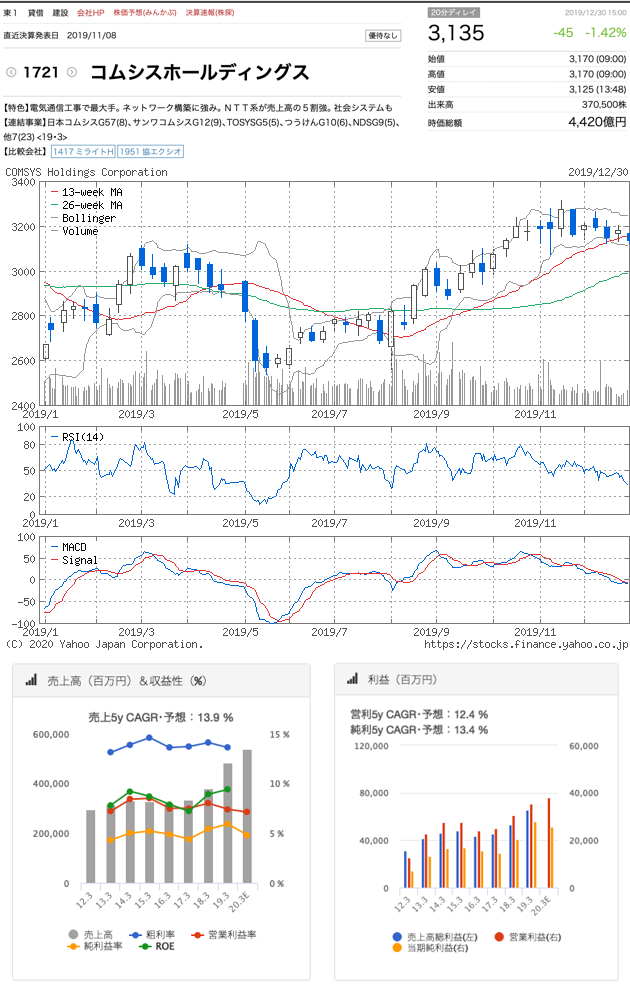 東1 貸借 建設 会社HP 株価予想(みんかぶ) 決算速報(株探)
直近決算発表日 2019/11/08
優待なし
1721 コムシスホールディングス
20分ディレイ
2019/12/30 15:00
3,135 -45 -1.42%
始値 3,170 (09:00)
高値 3,170 (09:00)
安値 3,125 (13:48)
出来高 370,500株
時価総額 4,420億円
【特色】電気通信工事で最大手。ネットワーク構築に強み。NTT系が売上高の5割強。社会システムも
【連結事業】日本コムシスG57(8)、サンワコムシスG12(9)、TOSYSG5(5)、つうけんG10(6)、NDSG9(5)、
他7(23) <19・3>
【比較会社】 1417 ミライトH 1951 協エクシオ
COMSYS Holdings Corporation
2019/12/30
3400
3200
3000
2800
2600
2400
13-week MA
26-week MA
Bollinger
Volume
2019/1 2019/3 2019/5 2019/7 2019/9 2019/11
100
80
50
20
0
RSI(14)
2019/1 2019/3 2019/5 2019/7 2019/9 2019/11
100
50
0
-50
-100
MACD
Signal
2019/1 2019/3 2019/5 2019/7 2019/9 2019/11
(C) 2020 Yahoo Japan Corporation.
https://stocks.finance.yahoo.co.jp
売上高（百万円）＆収益性（%）
売上5y CAGR・予想：13.9 %
600,000
400,000
200,000
0
15 %
10 %
5 %
0 %
12.3 13.3 14.3 15.3 16.3 17.3 18.3 19.3 20.3E
売上高 粗利率 営業利益率
純利益率 ROE
利益（百万円）
営利5y CAGR・予想：12.4 %
純利5y CAGR・予想：13.4 %
120,000
80,000
40,000
0
60,000
40,000
20,000
0
12.3 13.3 14.3 15.3 16.3 17.3 18.3 19.3 20.3E
売上高総利益(左) 営業利益(右)
当期純利益(右)